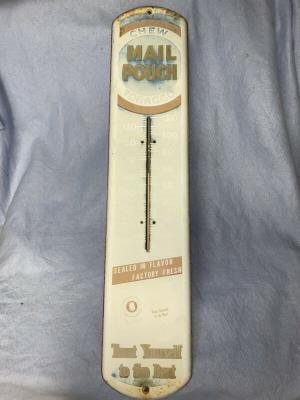 CHEW
MAIL
POUCH
TOBACCO
SEALED IN FLAVOR
FACTORY FRESH
Treat Yourself
to the Best